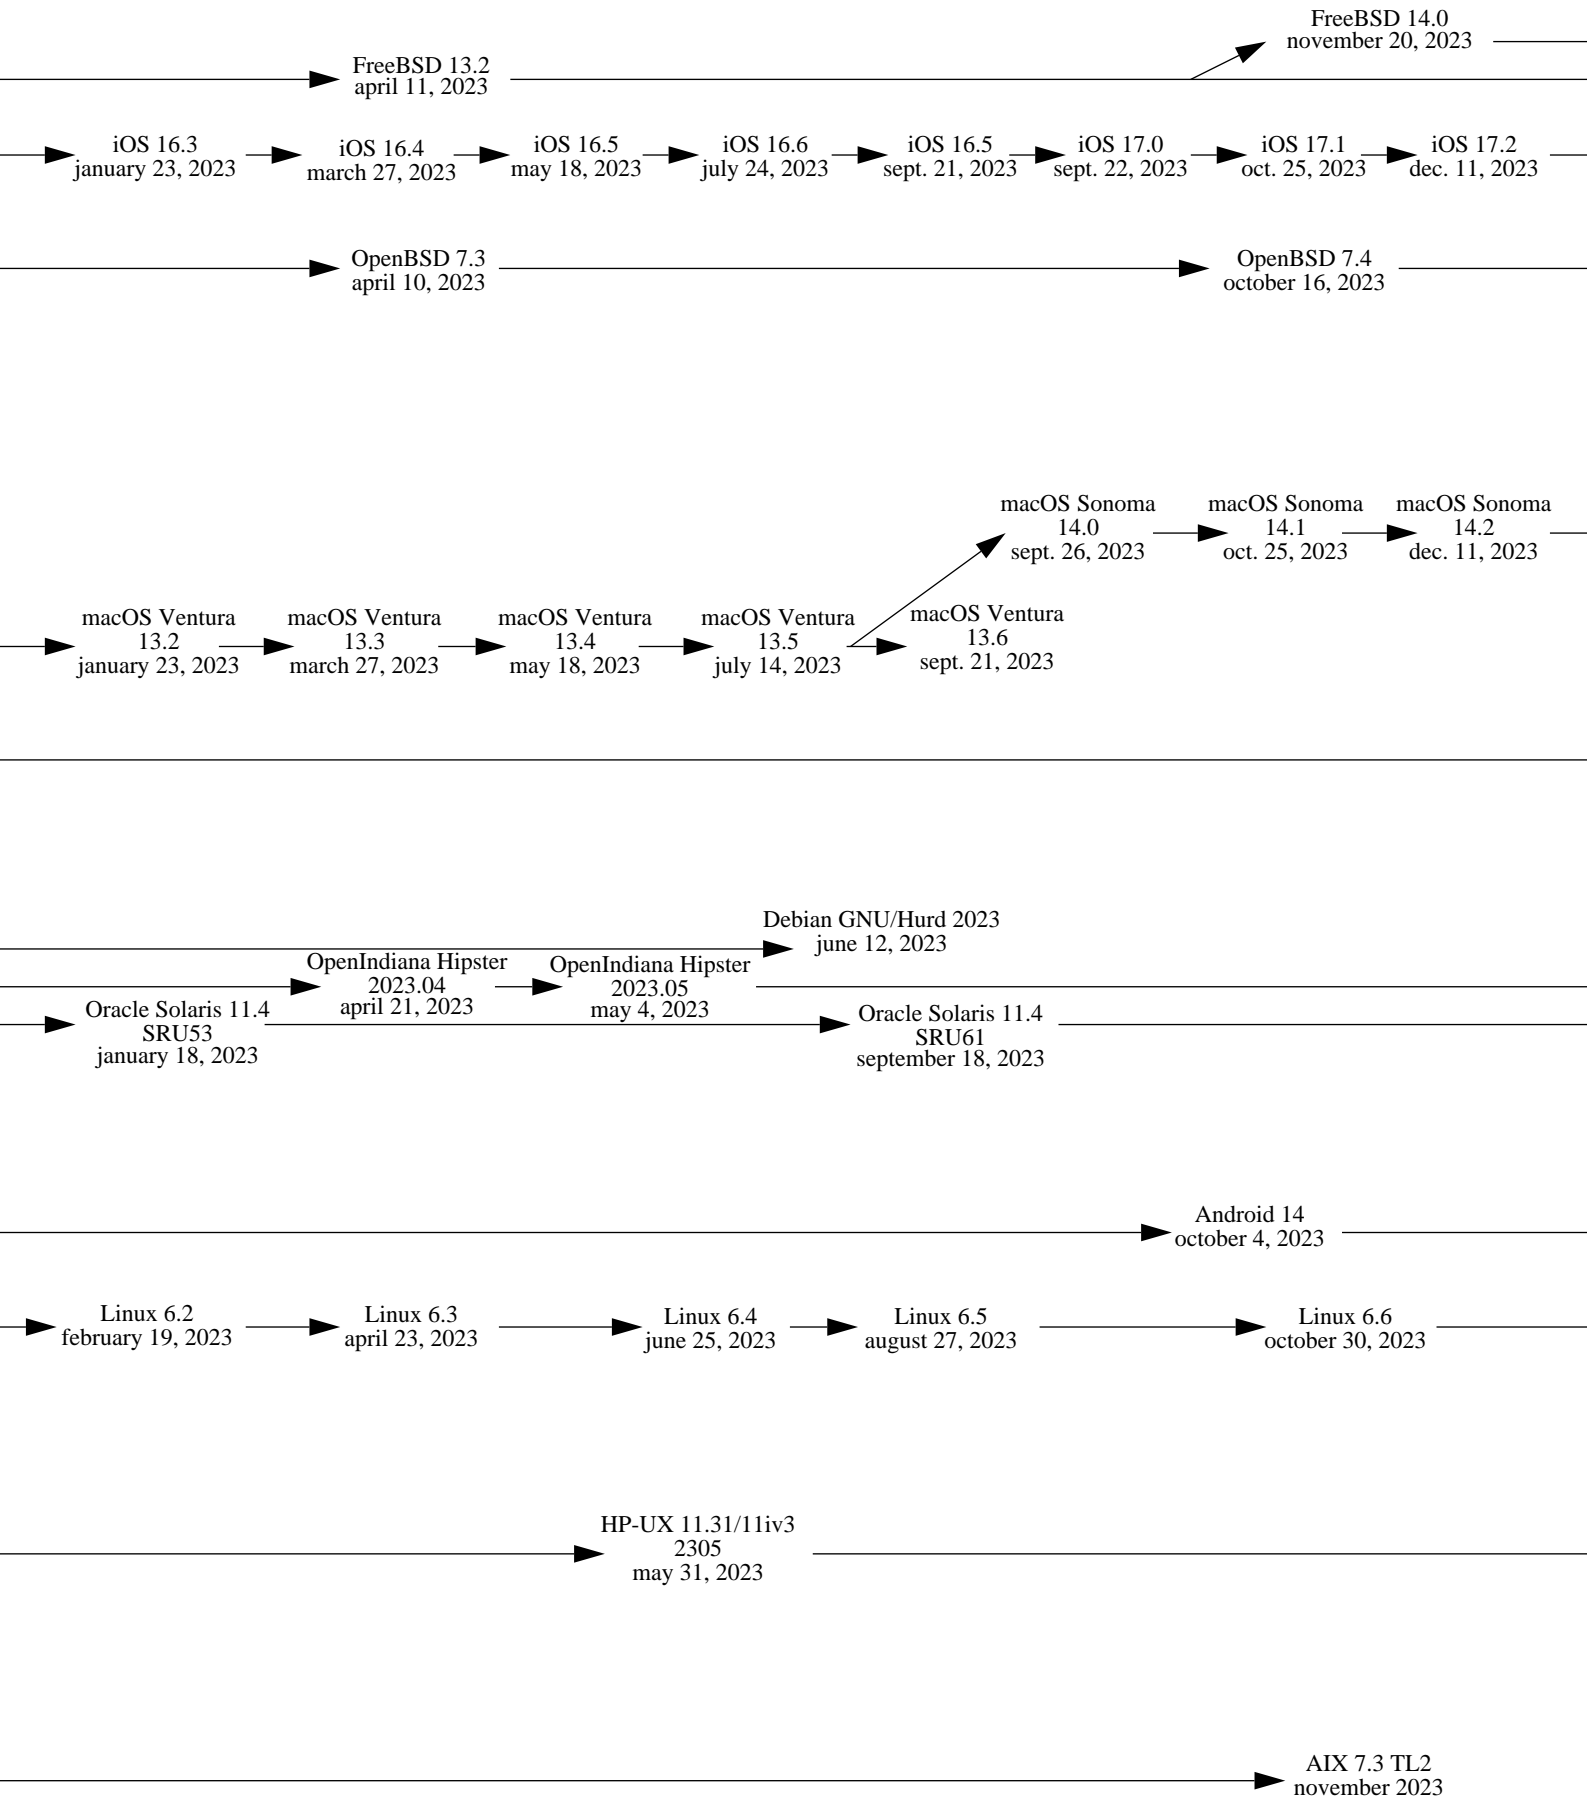 FreeBSD 14.0
november 20, 2023
FreeBSD 13.2
april 11, 2023
iOS 16.3
january 23, 2023
iOS 16.4
march 27, 2023
iOS 16.5
may 18, 2023
iOS 16.6
july 24, 2023
iOS 16.5
sept. 21, 2023
iOS 17.0
sept. 22, 2023
iOS 17.1
oct. 25, 2023
iOS 17.2
dec. 11, 2023
OpenBSD 7.3
april 10, 2023
OpenBSD 7.4
october 16, 2023
macOS Sonoma
14.0
sept. 26, 2023
macOS Sonoma
14.1
oct. 25, 2023
macOS Sonoma
14.2
dec. 11, 2023
macOS Ventura
13.2
january 23, 2023
macOS Ventura
13.3
march 27, 2023
macOS Ventura
13.4
may 18, 2023
macOS Ventura
13.5
july 14, 2023
macOS Ventura
13.6
sept. 21, 2023
Debian GNU/Hurd 2023
june 12, 2023
OpenIndiana Hipster
2023.04
april 21, 2023
OpenIndiana Hipster
2023.05
may 4, 2023
Oracle Solaris 11.4
SRU53
january 18, 2023
Oracle Solaris 11.4
SRU61
september 18, 2023
Android 14
october 4, 2023
Linux 6.2
february 19, 2023
Linux 6.3
april 23, 2023
Linux 6.4
june 25, 2023
Linux 6.5
august 27, 2023
Linux 6.6
october 30, 2023
HP-UX 11.31/11iv3
2305
may 31, 2023
AIX 7.3 TL2
november 2023